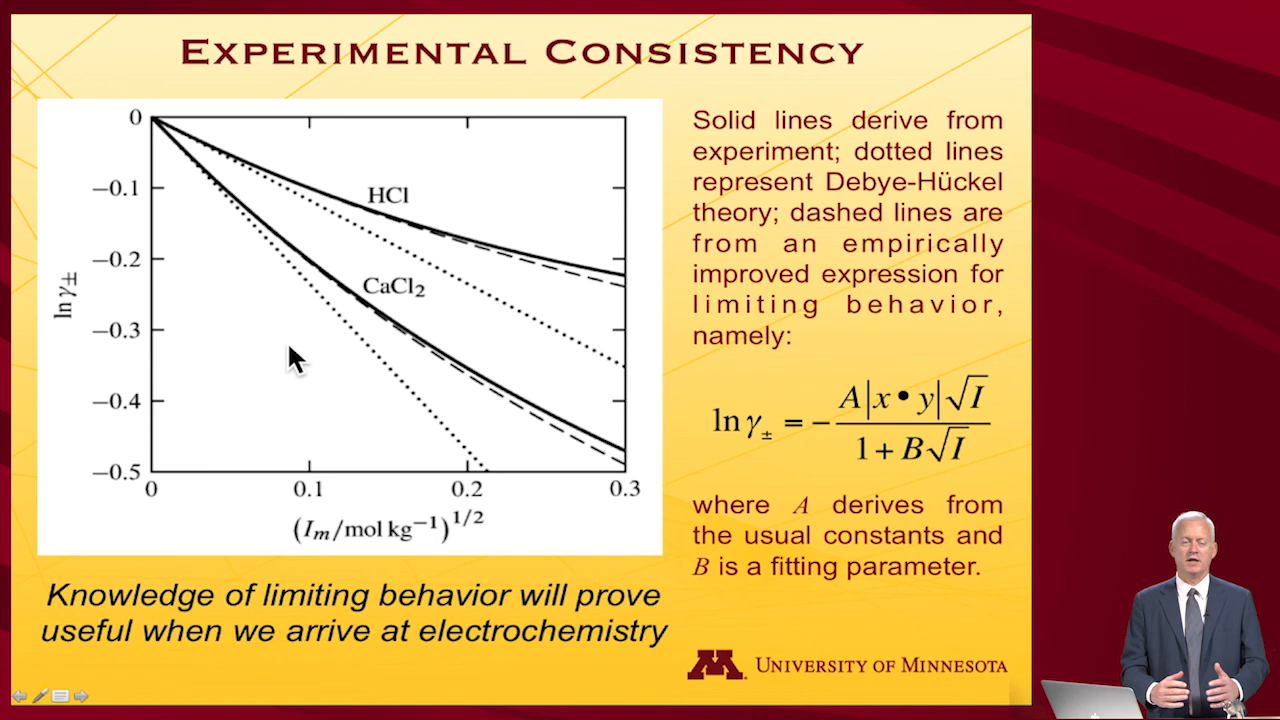 EXPERIMENTAL CONSISTENCY
0
−0.1
−0.2
−0.3
−0.4
−0.5
ln γ±
HCl
CaCl₂
0 0.1 0.2 0.3
(Iₘ/mol kg⁻¹)^1/2
Knowledge of limiting behavior will prove
useful when we arrive at electrochemistry
Solid lines derive from
experiment; dotted lines
represent Debye-Hückel
theory; dashed lines are
from an empirically
improved expression for
limiting behavior,
namely:
ln γ± = − A|x • y|√I / 1 + B√I
where A derives from
the usual constants and
B is a fitting parameter.
M UNIVERSITY OF MINNESOTA